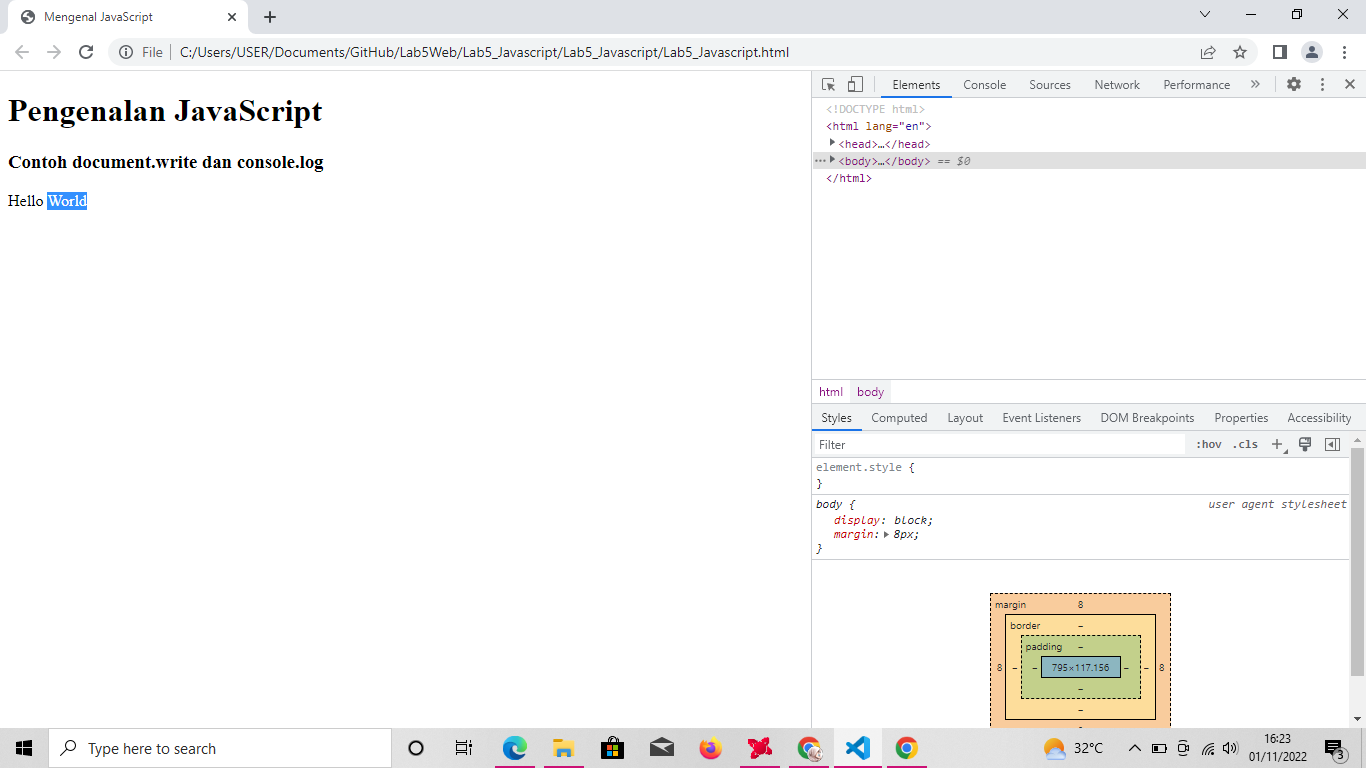 Mengenal JavaScript
File
C:/Users/USER/Documents/GitHub/Lab5Web/Lab5_Javascript/Lab5_Javascript/Lab5_Javascript.html
Pengenalan JavaScript
Contoh document.write dan console.log
Hello World
Elements Console Sources Network Performance »
<!DOCTYPE html>
<html lang="en">
<head>…</head>
<body>…</body> == $0
</html>
html body
Styles Computed Layout Event Listeners DOM Breakpoints Properties Accessibility
Filter :hov .cls
element.style {
}
body { user agent stylesheet
display: block;
margin: 8px;
}
margin 8
border –
padding –
8 – – 795×117.156 – – 8
–
–
Type here to search
32°C
16:23
01/11/2022
3